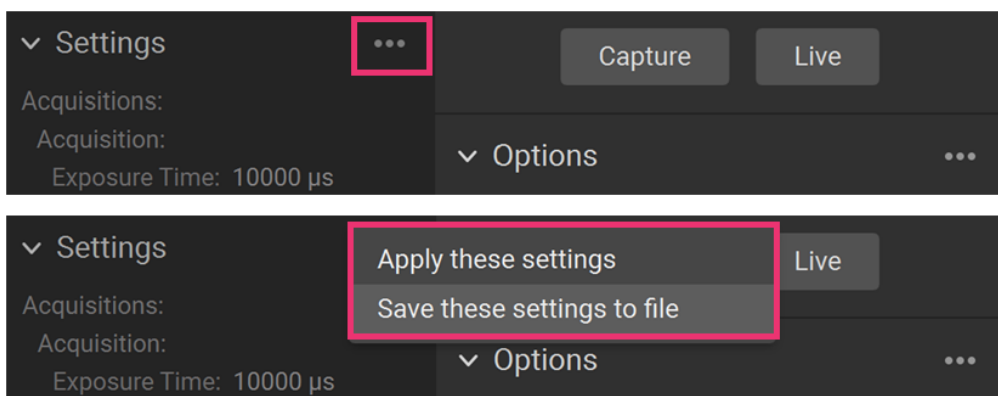 Settings
Capture
Live
Acquisitions:
Acquisition:
Exposure Time: 10000 µs
Options
Settings
Apply these settings
Save these settings to file
Live
Acquisitions:
Acquisition:
Exposure Time: 10000 µs
Options